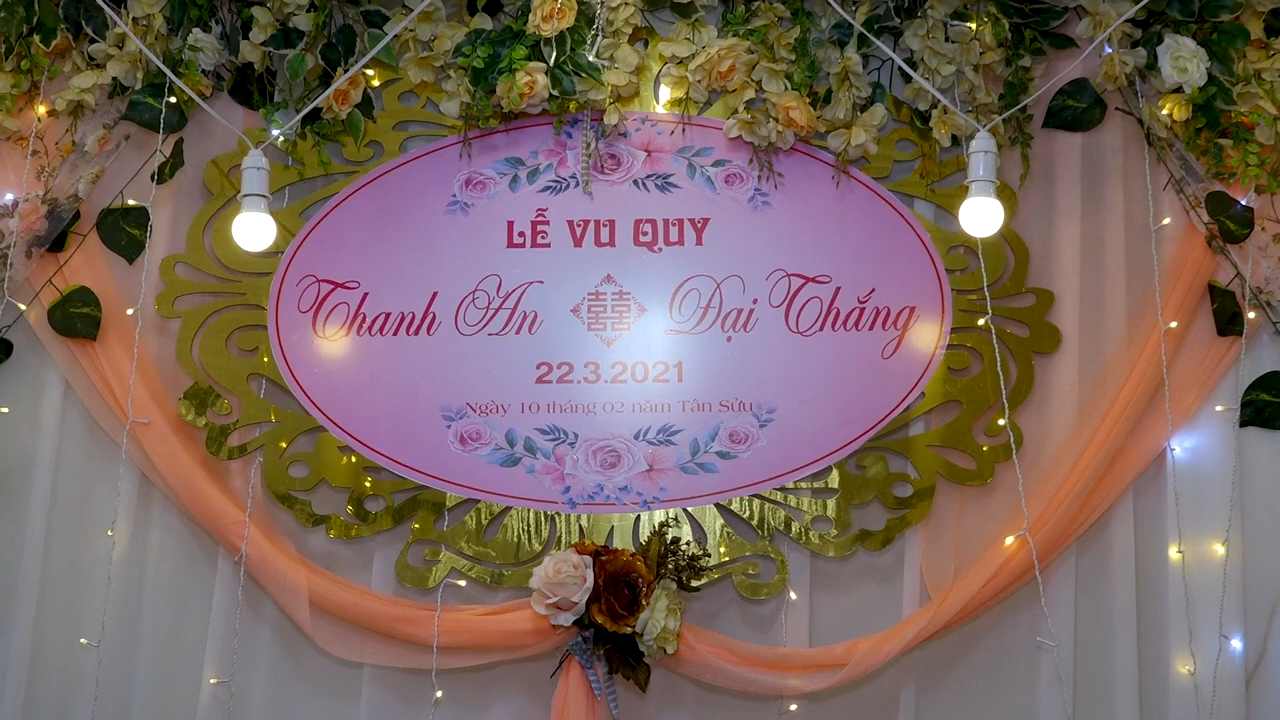 LỄ VU QUY
Thanh An 囍 Đại Thắng
22.3.2021
Ngày 10 tháng 02 năm Tân Sửu